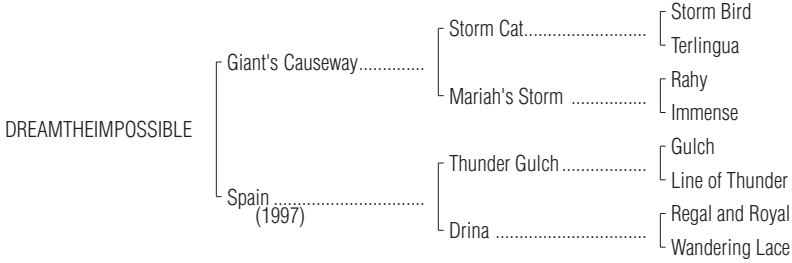 Storm Bird
Storm Cat..........................
Terlingua
Giant's Causeway..............
Rahy
Mariah's Storm ................
Immense
DREAMTHEIMPOSSIBLE
Gulch
Thunder Gulch..................
Line of Thunder
Spain ................................
(1997)
Regal and Royal
Drina ................................
Wandering Lace